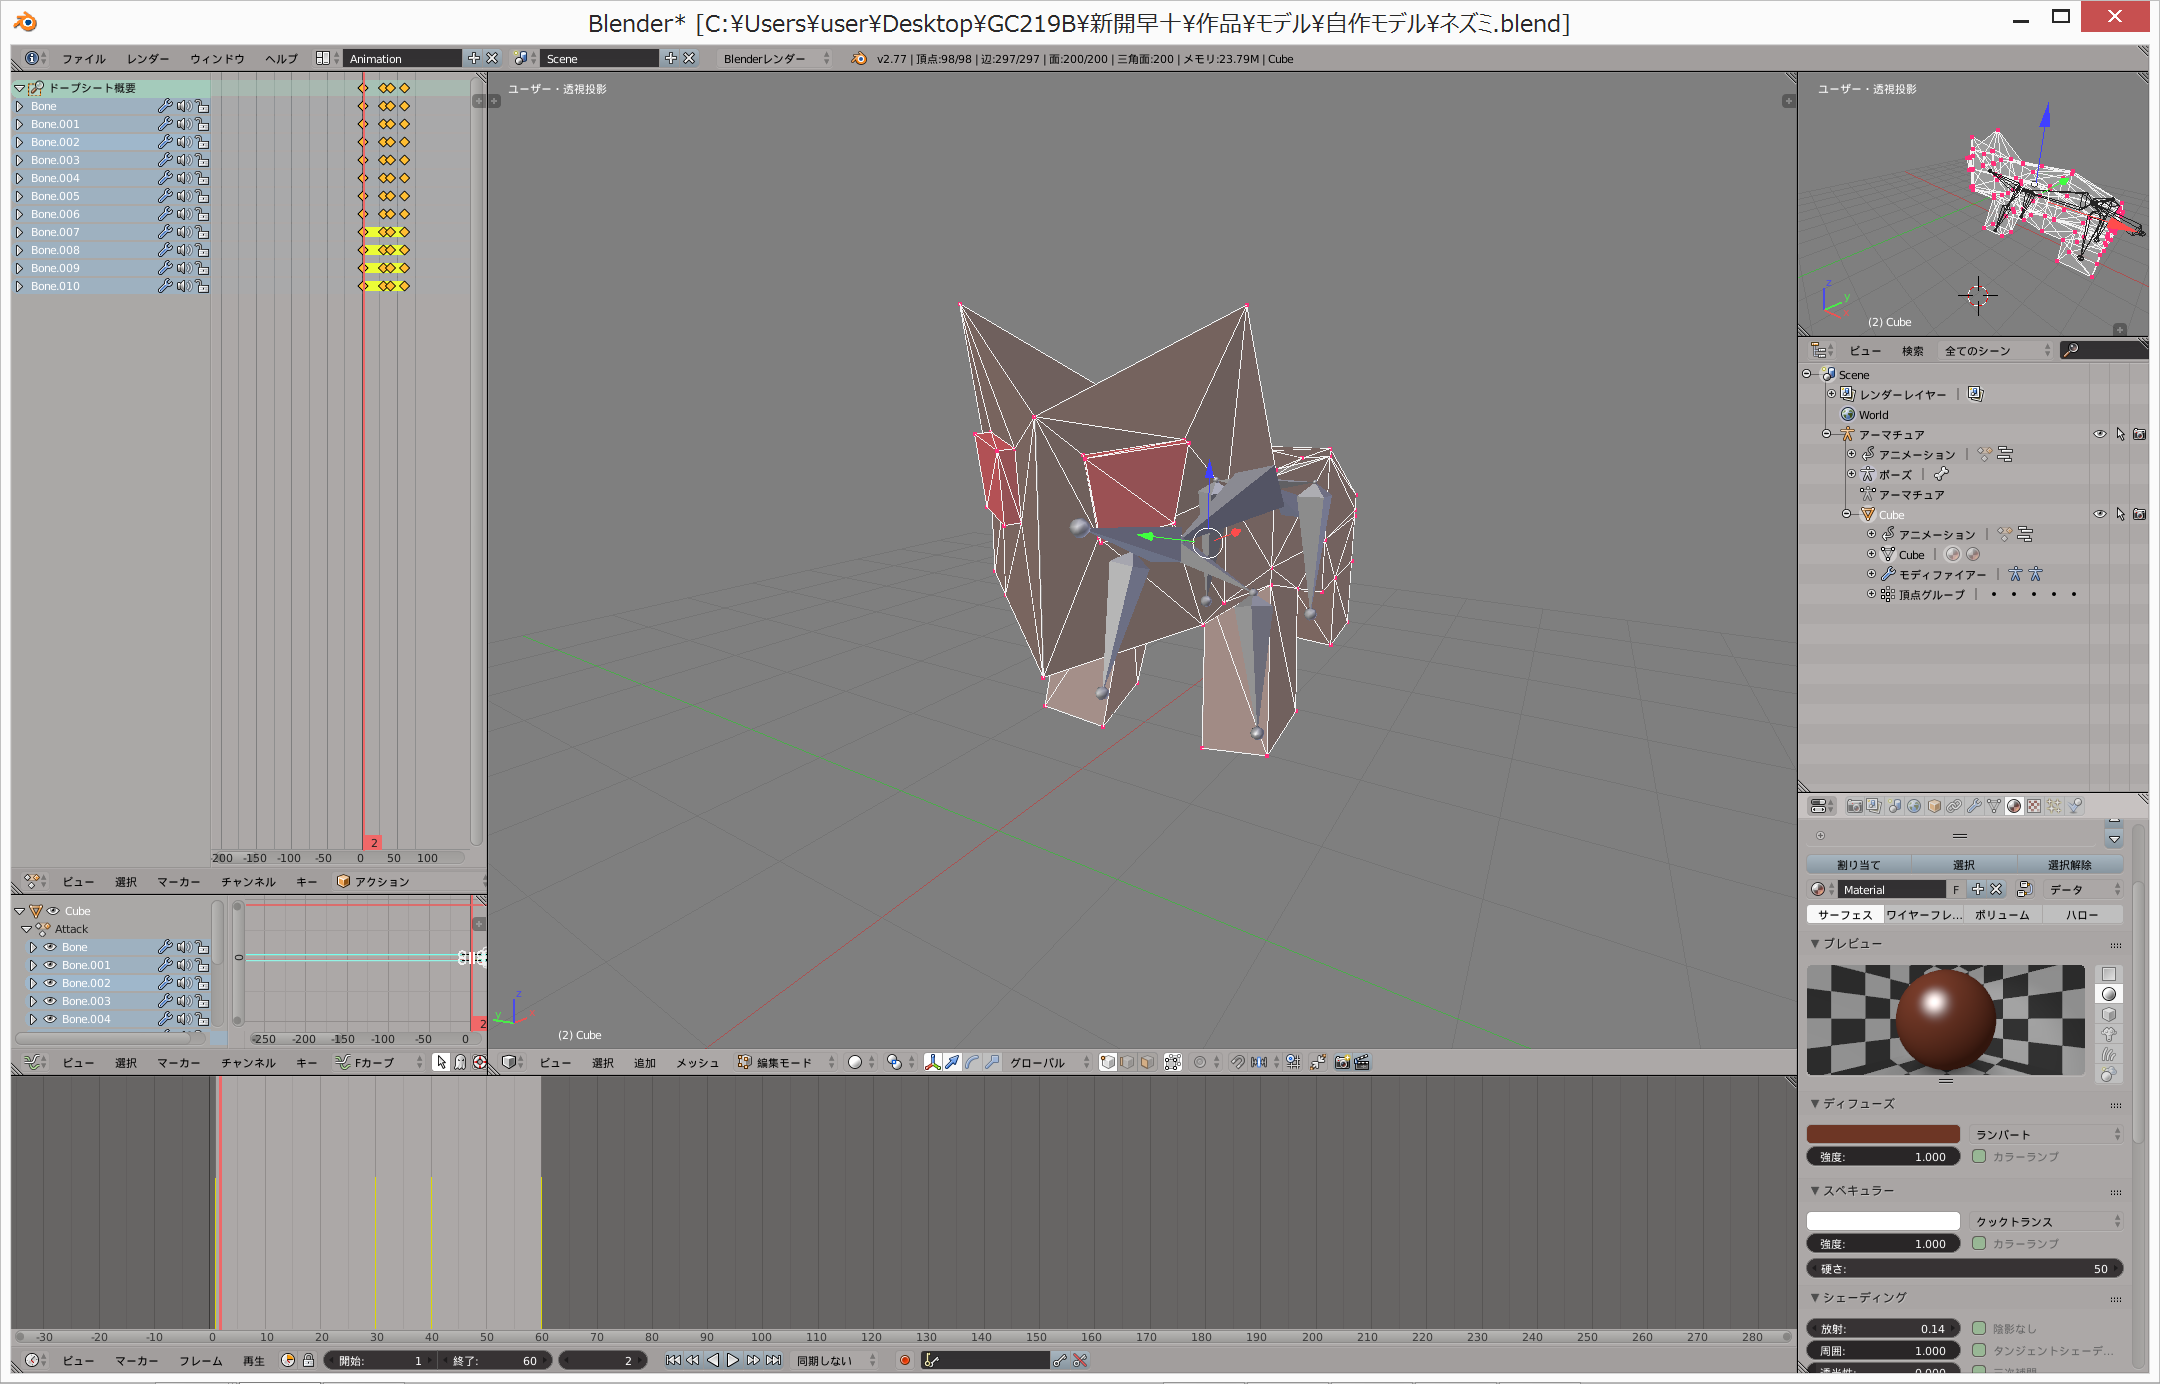 Blender* [C:¥Users¥user¥Desktop¥GC219B¥新開早十¥作品¥モデル¥自作モデル¥ネズミ.blend]
ファイル レンダー ウィンドウ ヘルプ Animation Scene Blenderレンダー v2.77 | 頂点:98/98 | 辺:297/297 | 面:200/200 | 三角面:200 | メモリ:23.79M | Cube
ドープシート概要
Bone
Bone.001
Bone.002
Bone.003
Bone.004
Bone.005
Bone.006
Bone.007
Bone.008
Bone.009
Bone.010
2
-200 -150 -100 -50 0 50 100
ビュー 選択 マーカー チャンネル キー アクション
Cube
Attack
Bone
Bone.001
Bone.002
Bone.003
Bone.004
0
2
-250 -200 -150 -100 -50 0
ビュー 選択 マーカー チャンネル キー Fカーブ
ユーザー・透視投影
z
y
(2) Cube
ビュー 選択 追加 メッシュ 編集モード グローバル
ユーザー・透視投影
z
y
(2) Cube
ビュー 検索 全てのシーン
Scene
レンダーレイヤー
World
アーマチュア
アニメーション
ポーズ
アーマチュア
Cube
アニメーション
Cube
モディファイアー
頂点グループ
割り当て 選択 選択解除
Material F データ
サーフェス ワイヤーフレ... ボリューム ハロー
プレビュー
ディフューズ
ランバート
強度: 1.000 カラーランプ
スペキュラー
クックトランス
強度: 1.000 カラーランプ
硬さ: 50
シェーディング
放射: 0.14 陰影なし
周囲: 1.000 タンジェントシェーデ...
-30 -20 -10 0 10 20 30 40 50 60 70 80 90 100 110 120 130 140 150 160 170 180 190 200 210 220 230 240 250 260 270 280
ビュー マーカー フレーム 再生 開始: 1 終了: 60 2 同期しない